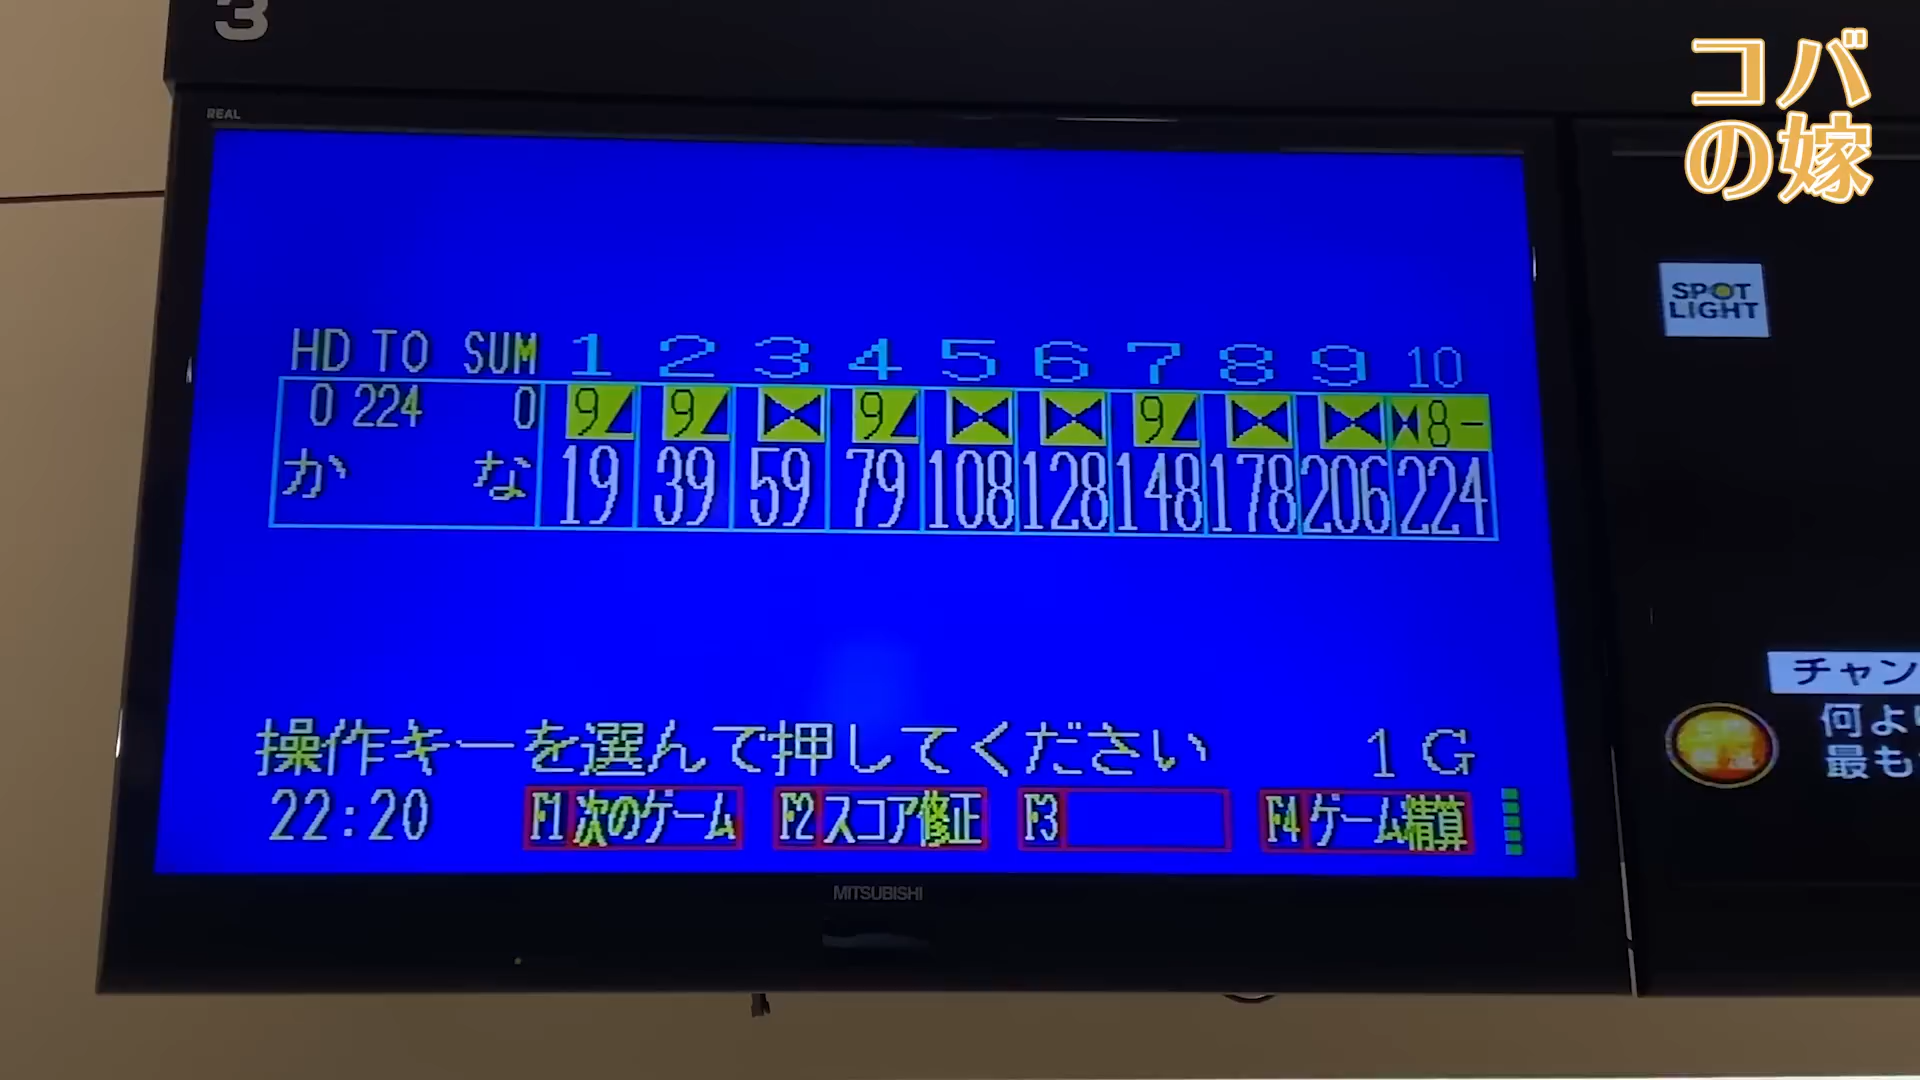 3
コバ
の嫁
REAL
SPOT
LIGHT
HD TO SUM 1 2 3 4 5 6 7 8 9 10
0 224 0 9 9 9 9 8 -
かな 19 39 59 79 108 128 148 178 206 224
チャン
何より
最も
操作キーを選んで押してください 1G
22:20 F1 次のゲーム F2 スコア修正 F3 F4 ゲーム精算
MITSUBISHI